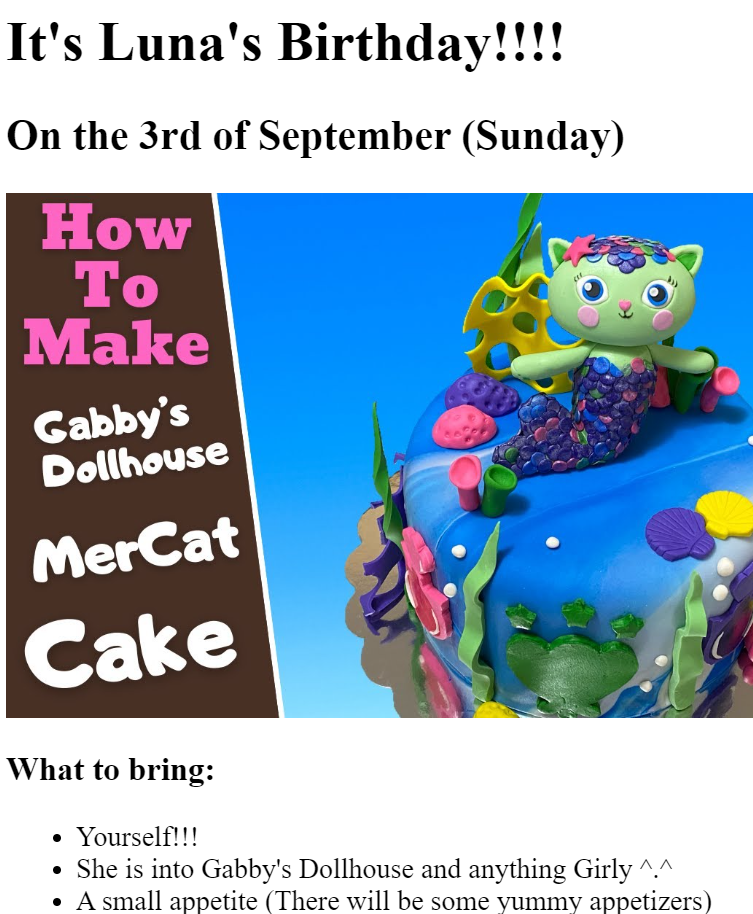 It's Luna's Birthday!!!!
On the 3rd of September (Sunday)
How
To
Make
Gabby's
Dollhouse
MerCat
Cake
What to bring:
• Yourself!!!
• She is into Gabby's Dollhouse and anything Girly ^.^
• A small appetite (There will be some yummy appetizers)